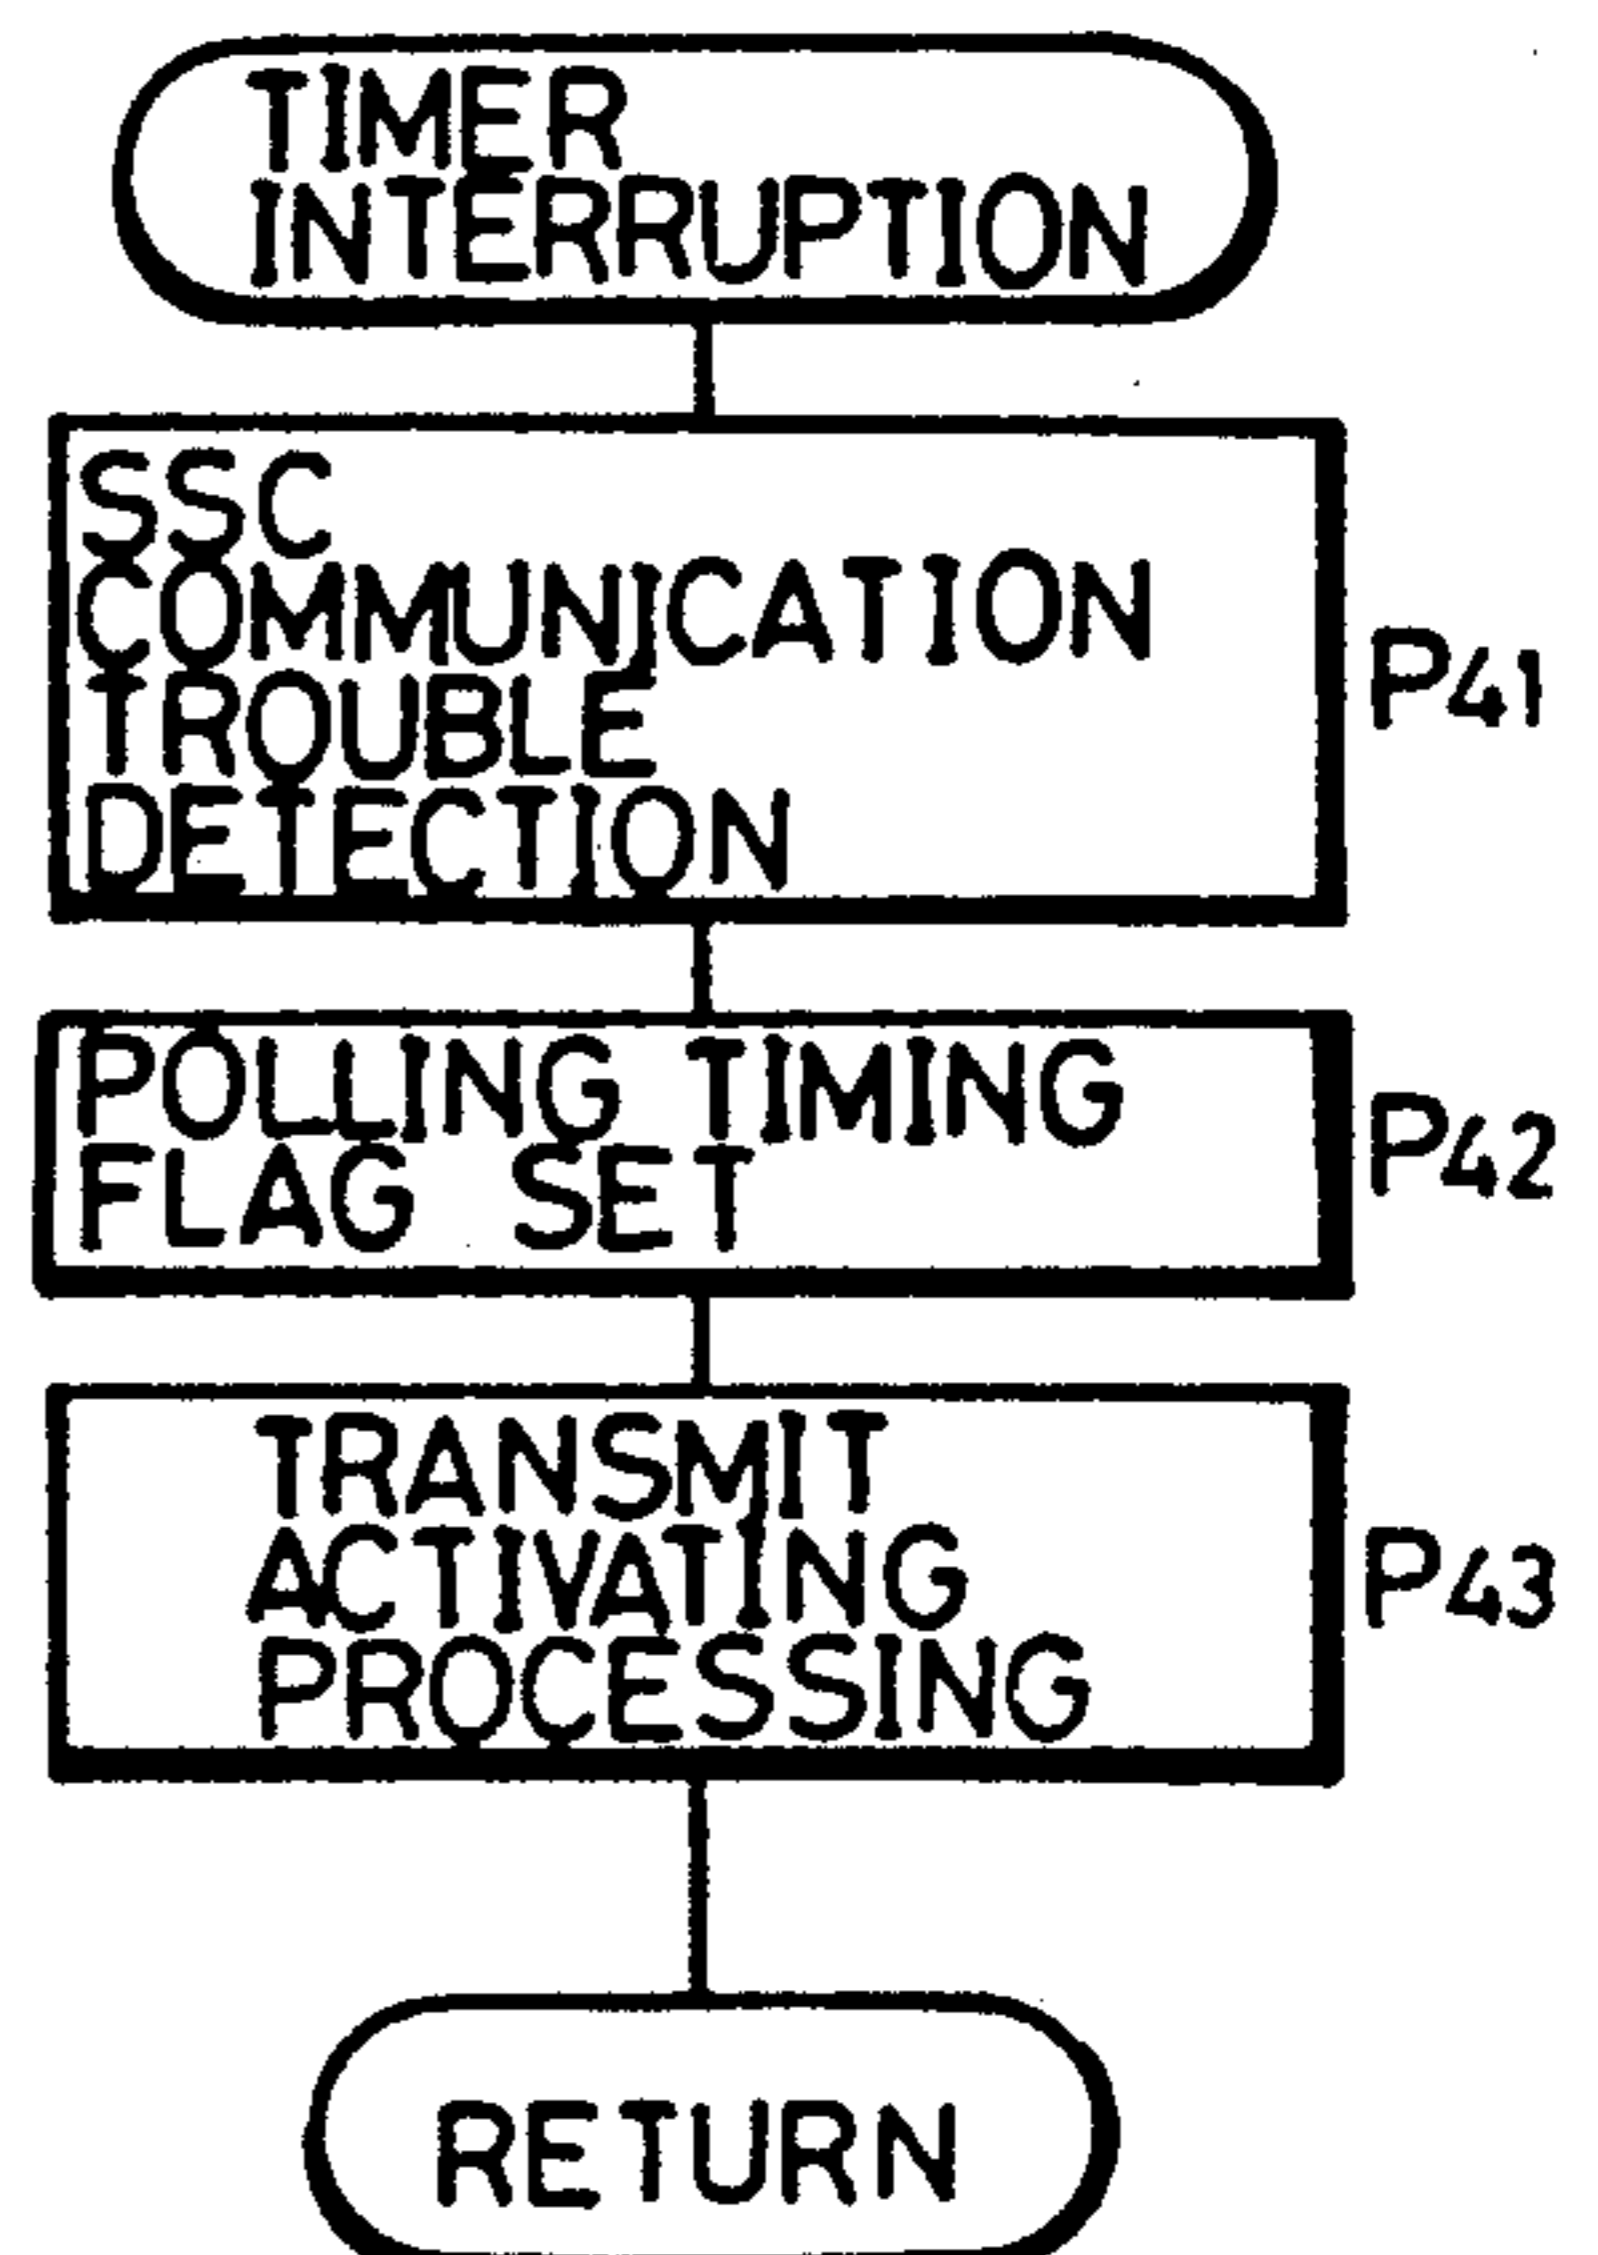 TIMER
INTERRUPTION
SSC
COMMUNICATION
TROUBLE
DETECTION
P41
POLLING TIMING
FLAG SET
P42
TRANSMIT
ACTIVATING
PROCESSING
P43
RETURN